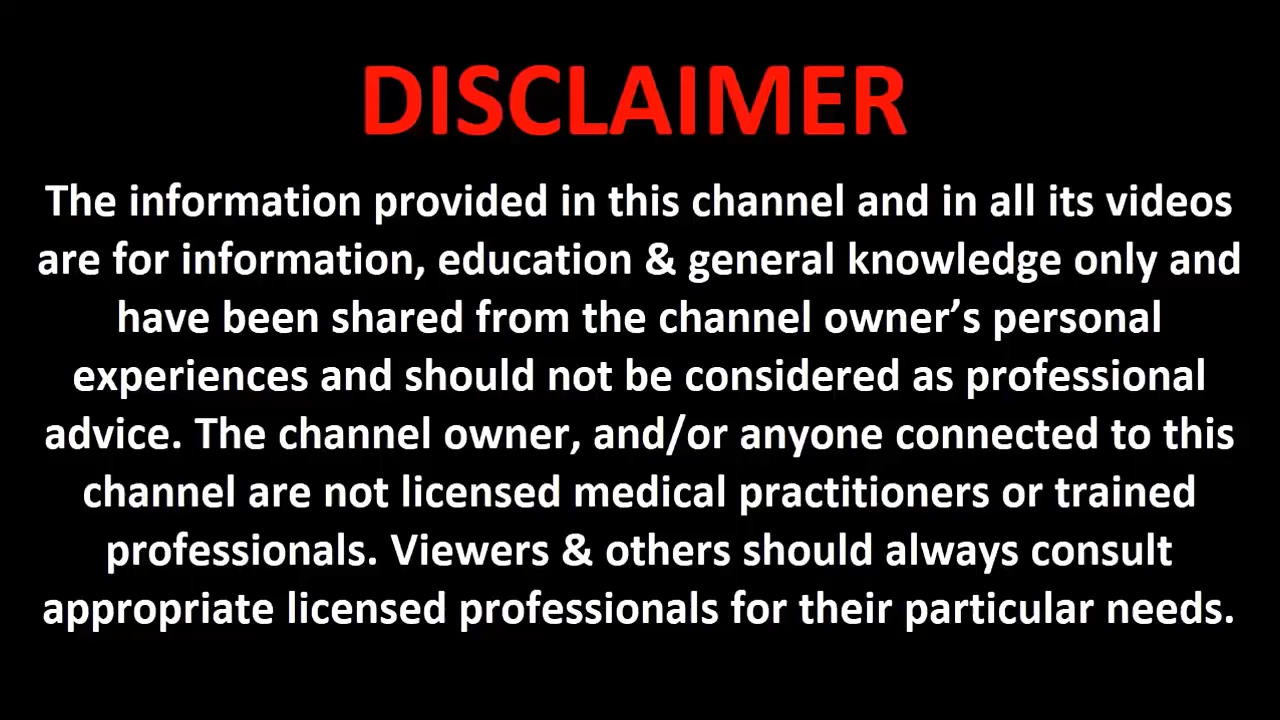 DISCLAIMER
The information provided in this channel and in all its videos
are for information, education & general knowledge only and
have been shared from the channel owner’s personal
experiences and should not be considered as professional
advice. The channel owner, and/or anyone connected to this
channel are not licensed medical practitioners or trained
professionals. Viewers & others should always consult
appropriate licensed professionals for their particular needs.